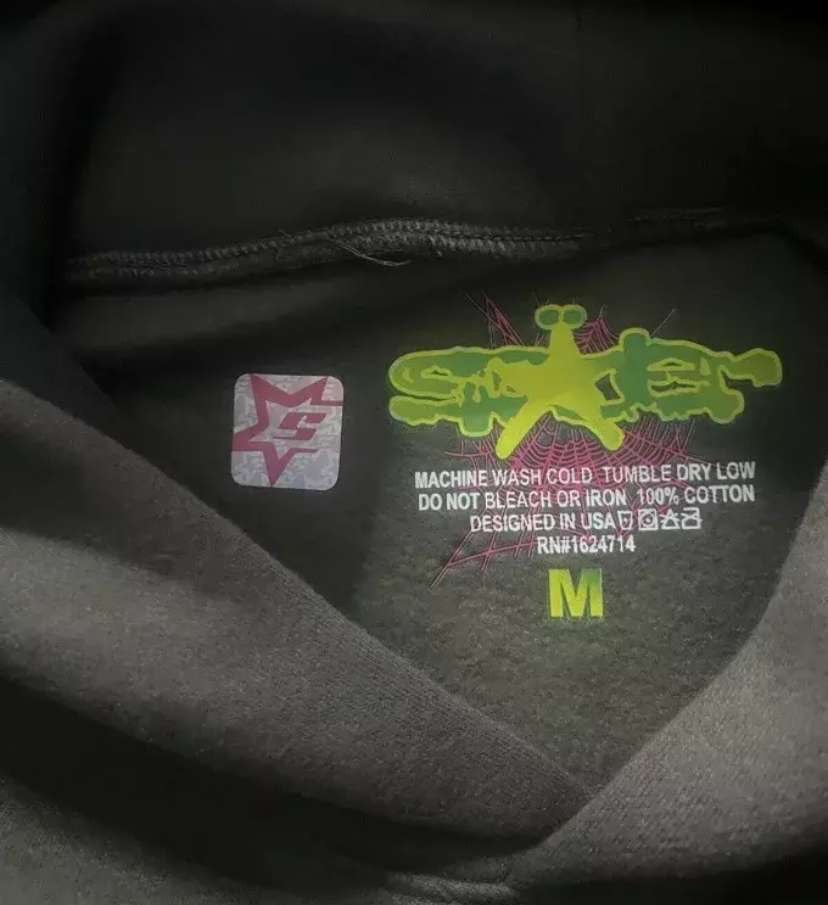 S
MACHINE WASH COLD TUMBLE DRY LOW
DO NOT BLEACH OR IRON 100% COTTON
DESIGNED IN USA
RN#1624714
M